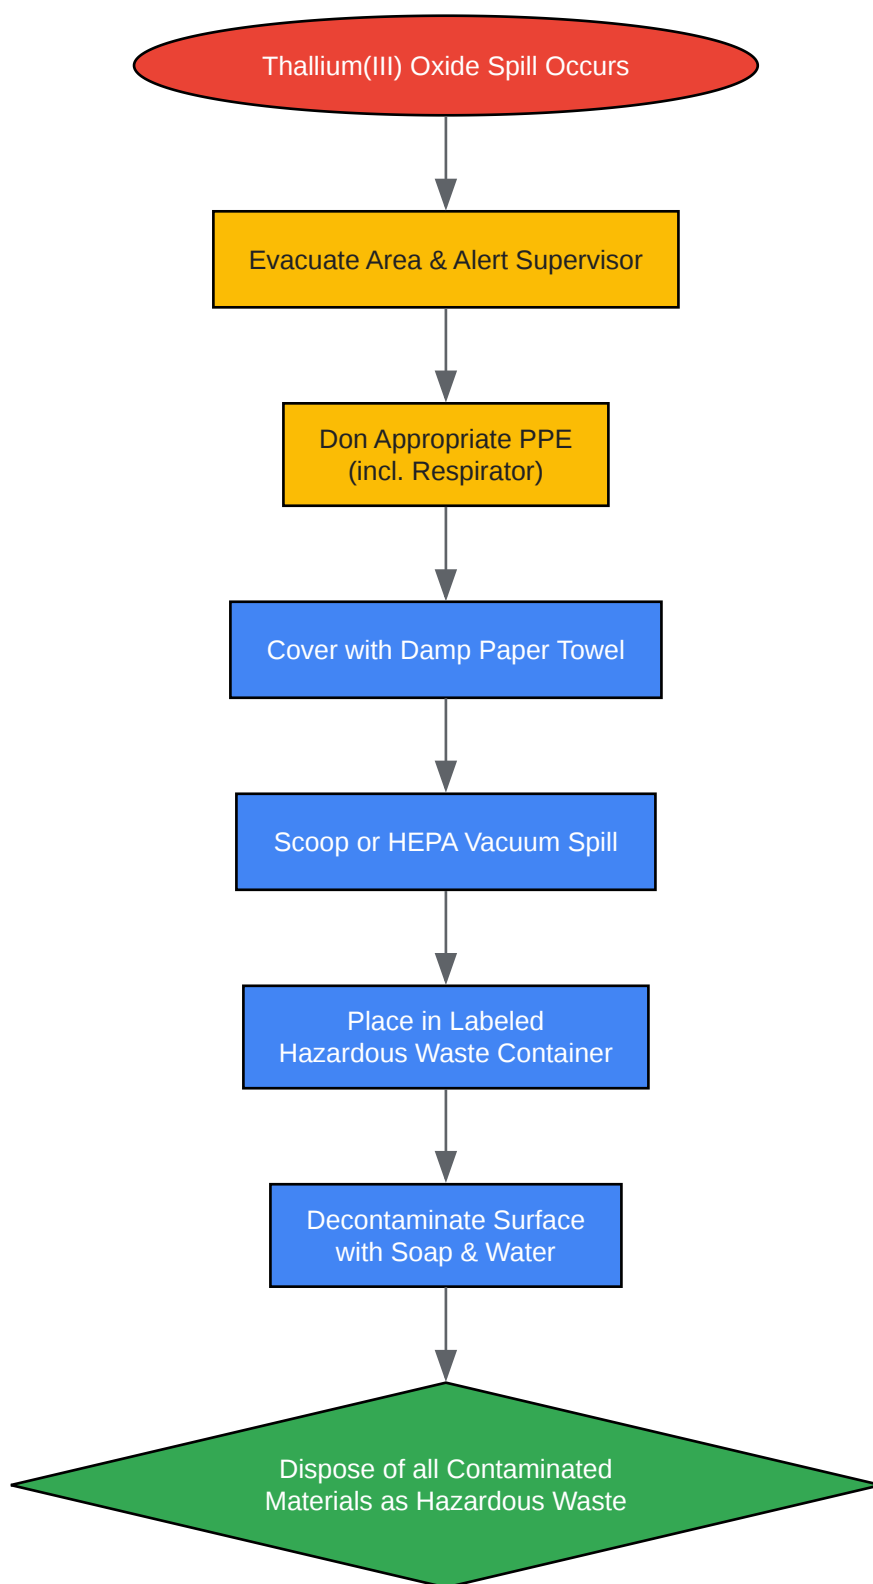 Thallium(III) Oxide Spill Occurs
Evacuate Area & Alert Supervisor
Don Appropriate PPE
(incl. Respirator)
Cover with Damp Paper Towel
Scoop or HEPA Vacuum Spill
Place in Labeled
Hazardous Waste Container
Decontaminate Surface
with Soap & Water
Dispose of all Contaminated
Materials as Hazardous Waste